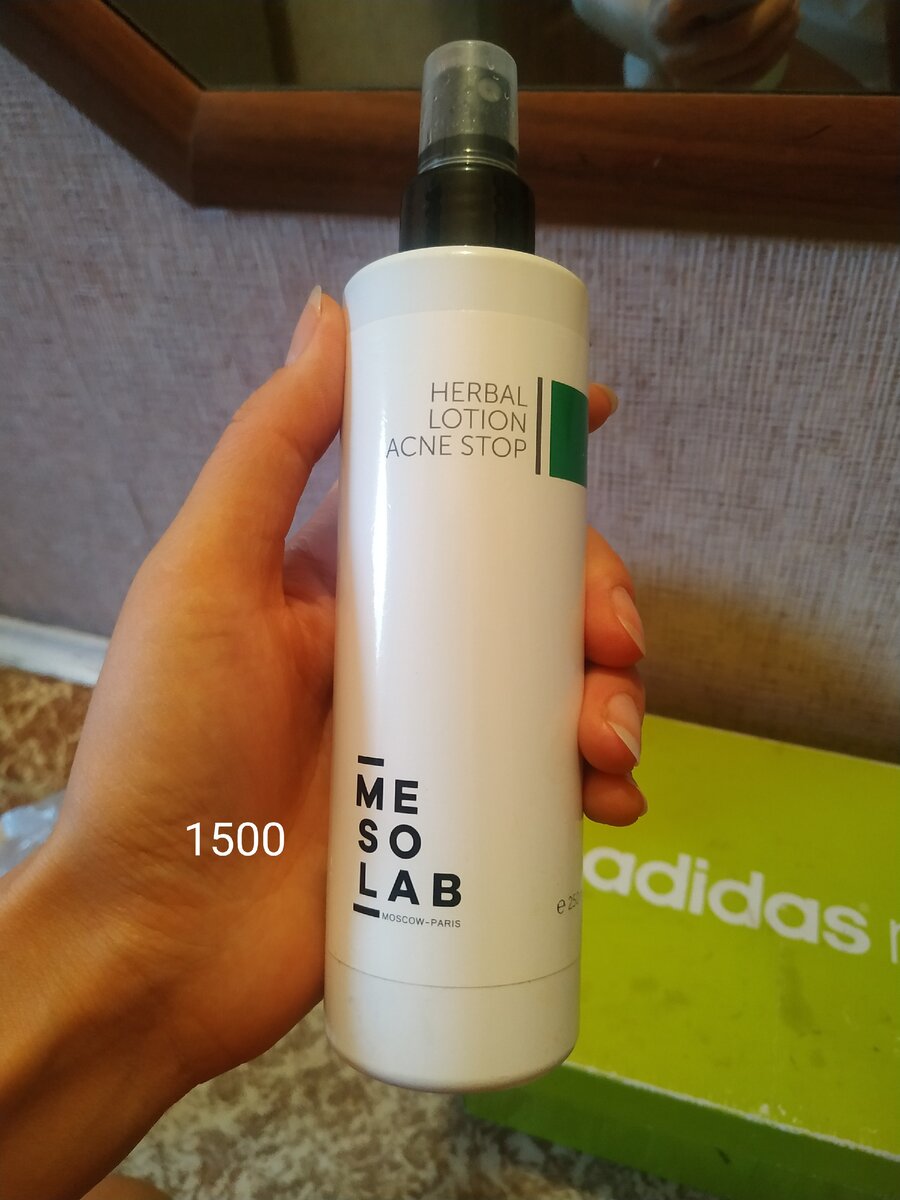 HERBAL
LOTION
ACNE STOP
ME
SO
LAB
MOSCOW-PARIS
1500
adidas